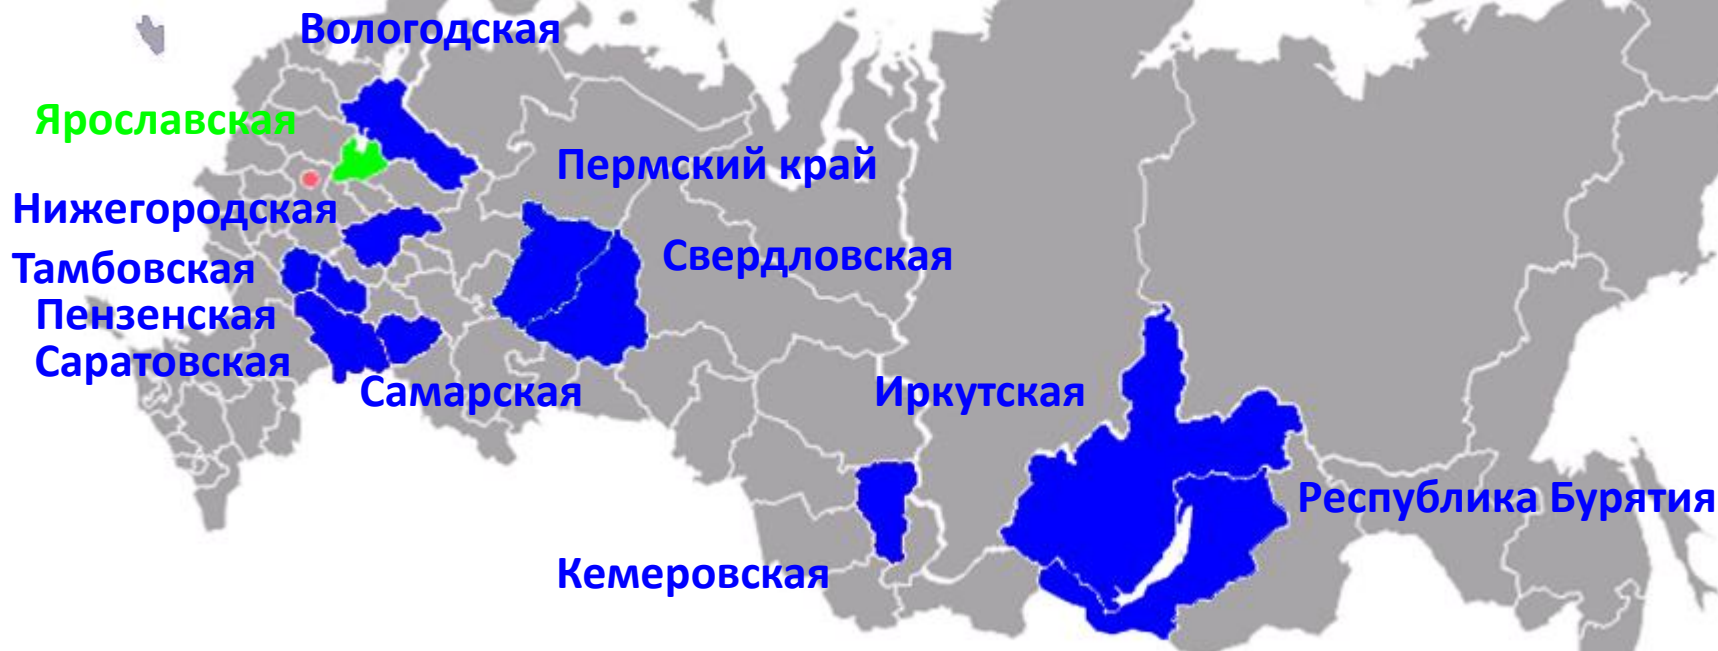 Вологодская
Ярославская
Пермский край
Нижегородская
Свердловская
Тамбовская
Пензенская
Саратовская
Самарская
Иркутская
Республика Бурятия
Кемеровская